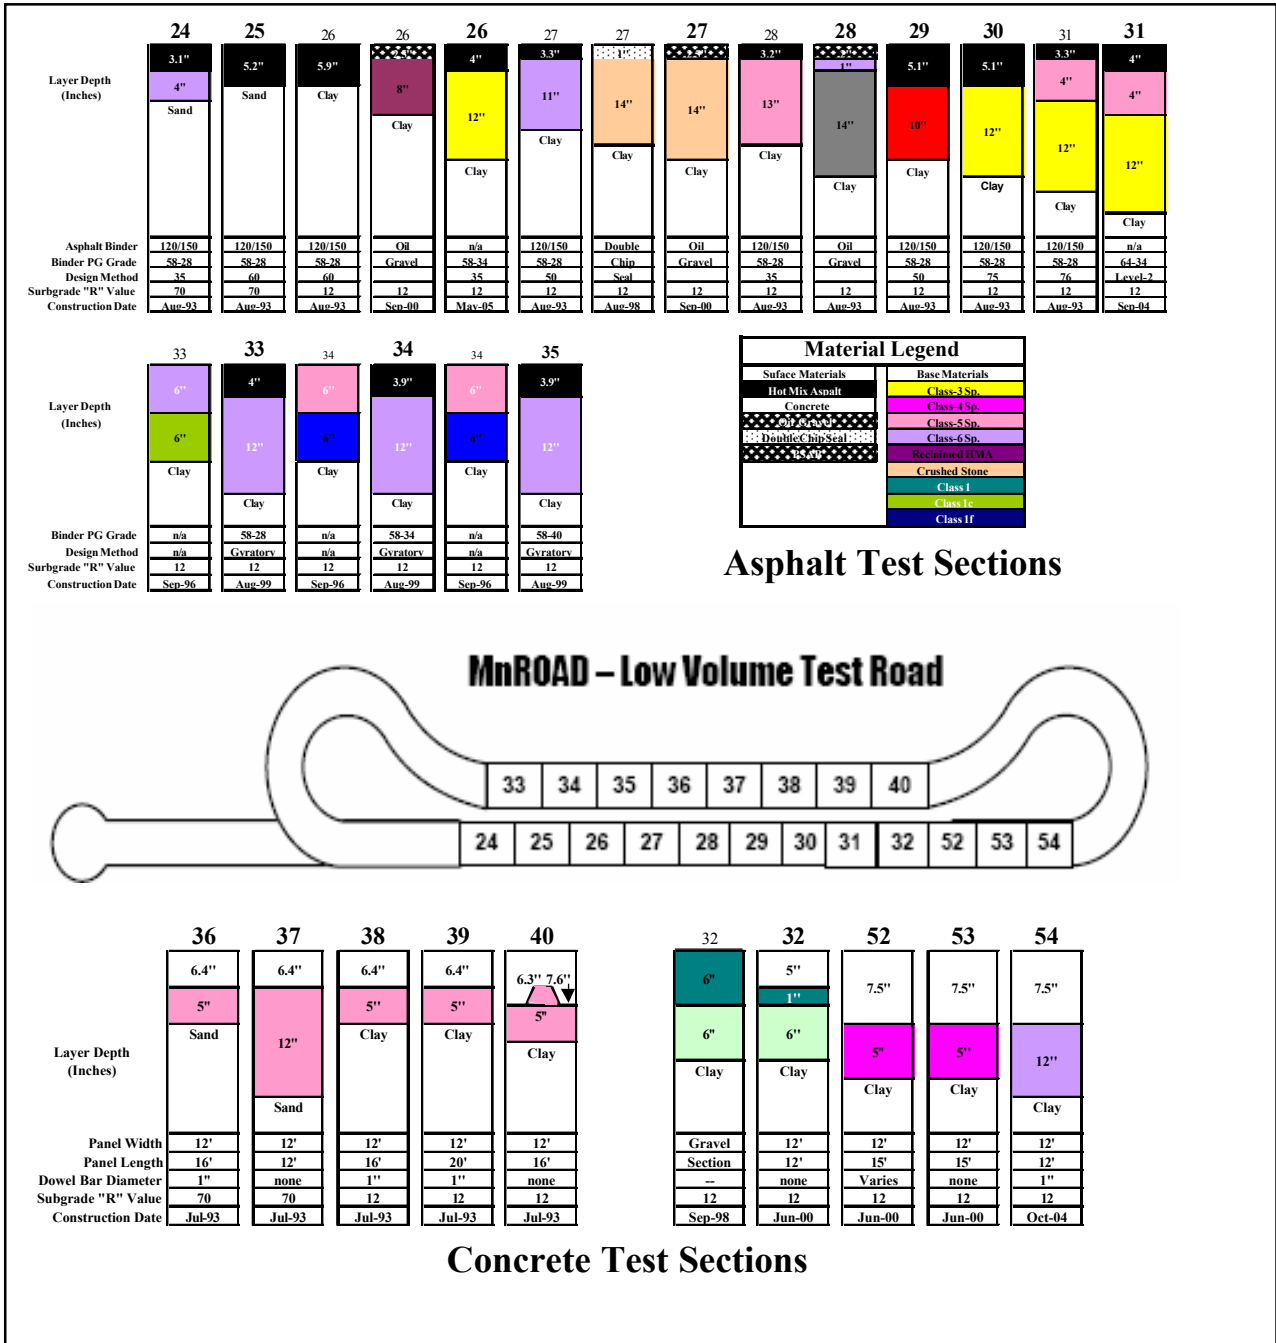 24 25 26 26 26 27 27 27 28 28 29 30 31 31
3.1" 5.2" 5.9" 2.5" 4" 3.3" 1" 2.4" 3.2" 2" 5.1" 5.1" 3.3" 4"
Layer Depth
(Inches)
4" Sand Clay 8" 12" 11" 14" 14" 13" 1" 10" 12" 4" 4"
Sand Clay Clay Clay Clay Clay Clay 14" Clay Clay 12" 12"
Clay Clay Clay
Asphalt Binder 120/150 120/150 120/150 Oil n/a 120/150 Double Oil 120/150 Oil 120/150 120/150 120/150 n/a
Binder PG Grade 58-28 58-28 58-28 Gravel 58-34 58-28 Chip Gravel 58-28 Gravel 58-28 58-28 58-28 64-34
Design Method 35 60 60 35 50 Seal 35 50 75 76 Level-2
Surbgrade "R" Value 70 70 12 12 12 12 12 12 12 12 12 12 12 12
Construction Date Aug-93 Aug-93 Aug-93 Sep-00 May-05 Aug-93 Aug-98 Sep-00 Aug-93 Aug-93 Aug-93 Aug-93 Aug-93 Sep-04
33 33 34 34 34 35
6" 4" 6" 3.9" 6" 3.9"
Layer Depth
(Inches)
6" 12" 6" 12" 6" 12"
Clay Clay Clay Clay Clay Clay
Binder PG Grade n/a 58-28 n/a 58-34 n/a 58-40
Design Method n/a Gyratory n/a Gyratory n/a Gyratory
Surbgrade "R" Value 12 12 12 12 12 12
Construction Date Sep-96 Aug-99 Sep-96 Aug-99 Sep-96 Aug-99
Material Legend
Suface Materials Base Materials
Hot Mix Aspalt Class-3 Sp.
Concrete Class-4 Sp.
Oil Gravel Class-5 Sp.
Double Chip Seal Class-6 Sp.
PSAB Reclaimed HMA
Crushed Stone
Class 1
Class 1c
Class 1f
Asphalt Test Sections
MnROAD – Low Volume Test Road
33 34 35 36 37 38 39 40
24 25 26 27 28 29 30 31 32 52 53 54
36 37 38 39 40 32 32 52 53 54
6.4" 6.4" 6.4" 6.4" 6.3" 7.6" 6" 5" 7.5" 7.5" 7.5"
5" 12" 5" 5" 5" 6" 1" 5" 5" 12"
Sand Sand Clay Clay Clay Clay 6" Clay Clay Clay
Clay
Layer Depth
(Inches)
Panel Width 12' 12' 12' 12' 12' Gravel 12' 12' 12' 12'
Panel Length 16' 12' 16' 20' 16' Section 12' 15' 15' 12'
Dowel Bar Diameter 1" none 1" 1" none -- none Varies none 1"
Subgrade "R" Value 70 70 12 12 12 12 12 12 12 12
Construction Date Jul-93 Jul-93 Jul-93 Jul-93 Jul-93 Sep-98 Jun-00 Jun-00 Jun-00 Oct-04
Concrete Test Sections